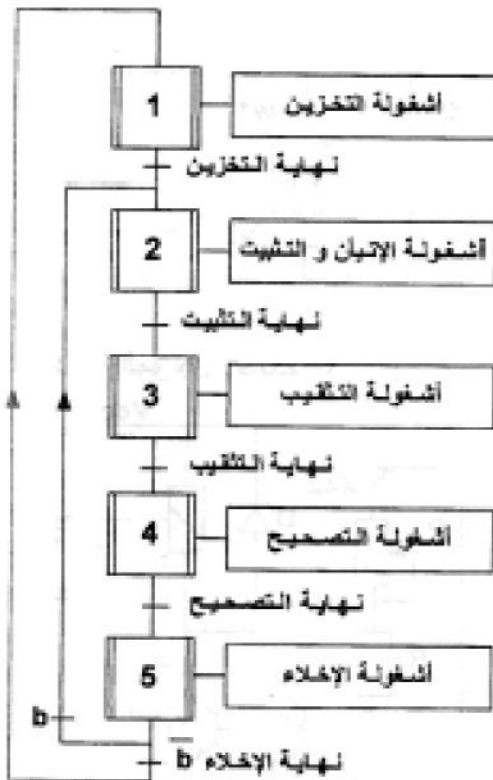 1
أشغولة التخزين
نهاية التخزين
2
أشغولة الإتيان و التثبيت
نهاية التثبيت
3
أشغولة التثقيب
نهاية التثقيب
4
أشغولة التصحيح
نهاية التصحيح
5
أشغولة الإخلاء
b
نهاية الإخلاء b̅